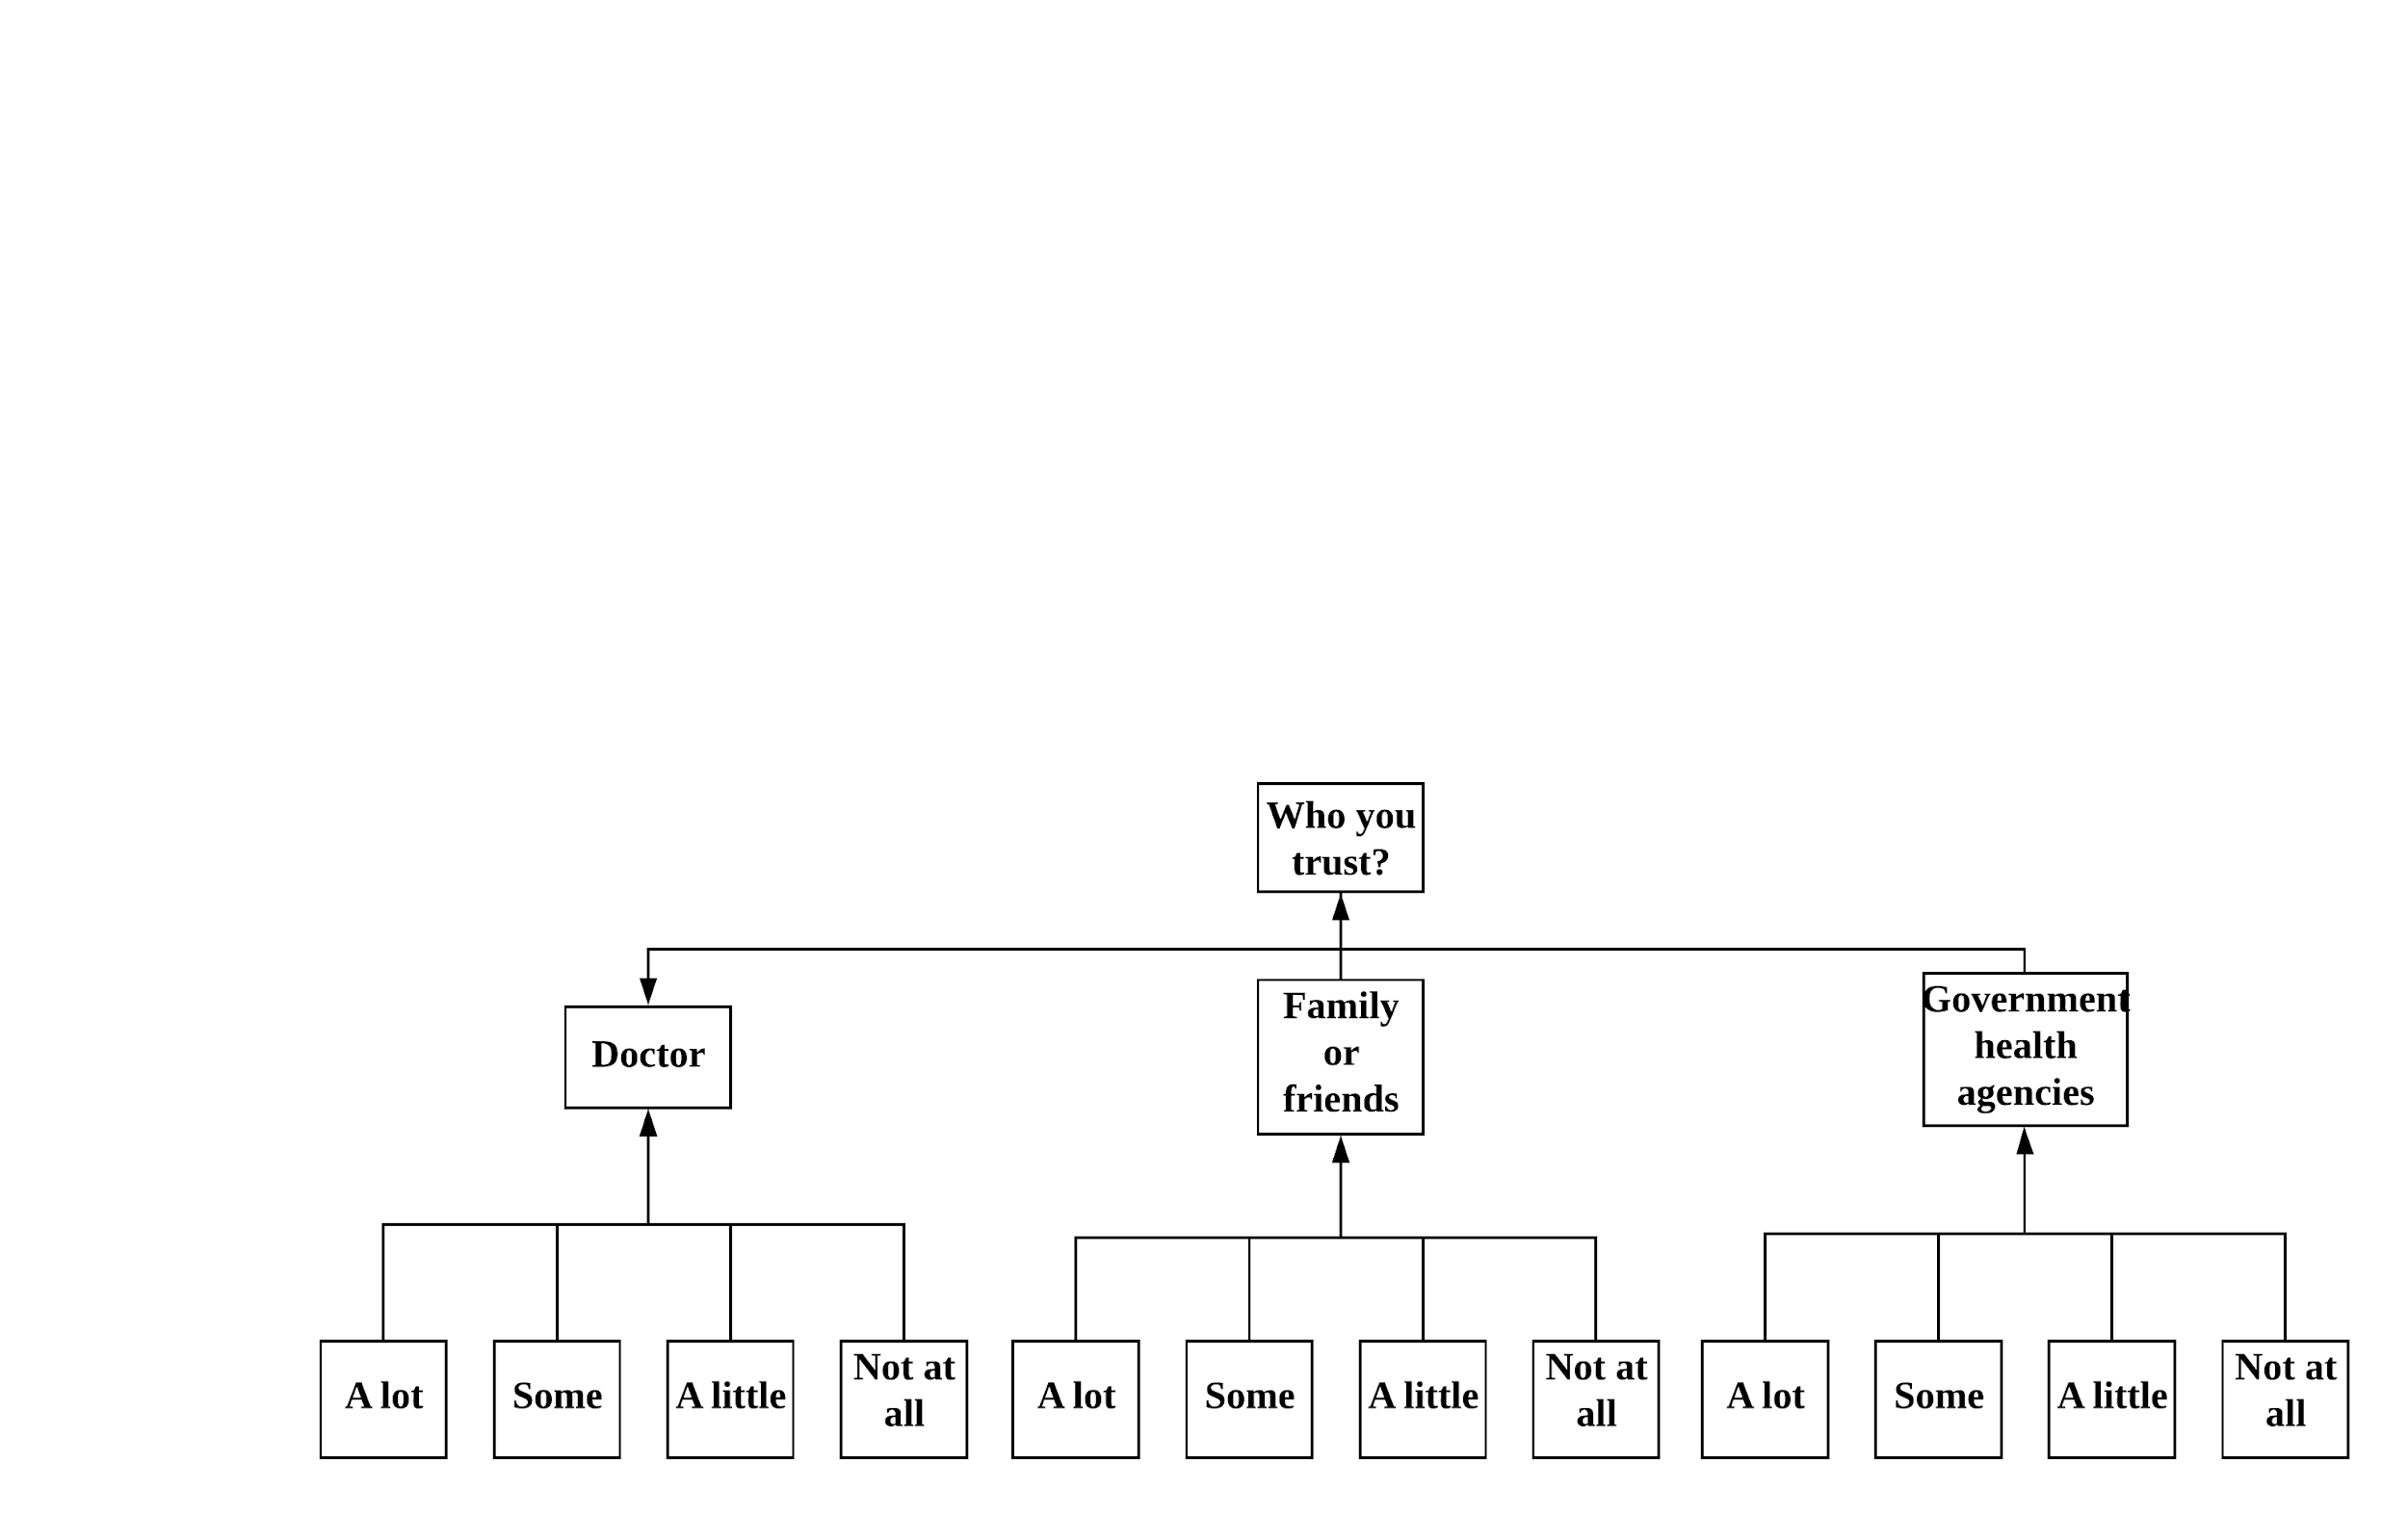 Who you
trust?
Doctor
Family
or
friends
Government
health
agencies
A lot
Some
A little
Not at
all
A lot
Some
A little
Not at
all
A lot
Some
A little
Not at
all